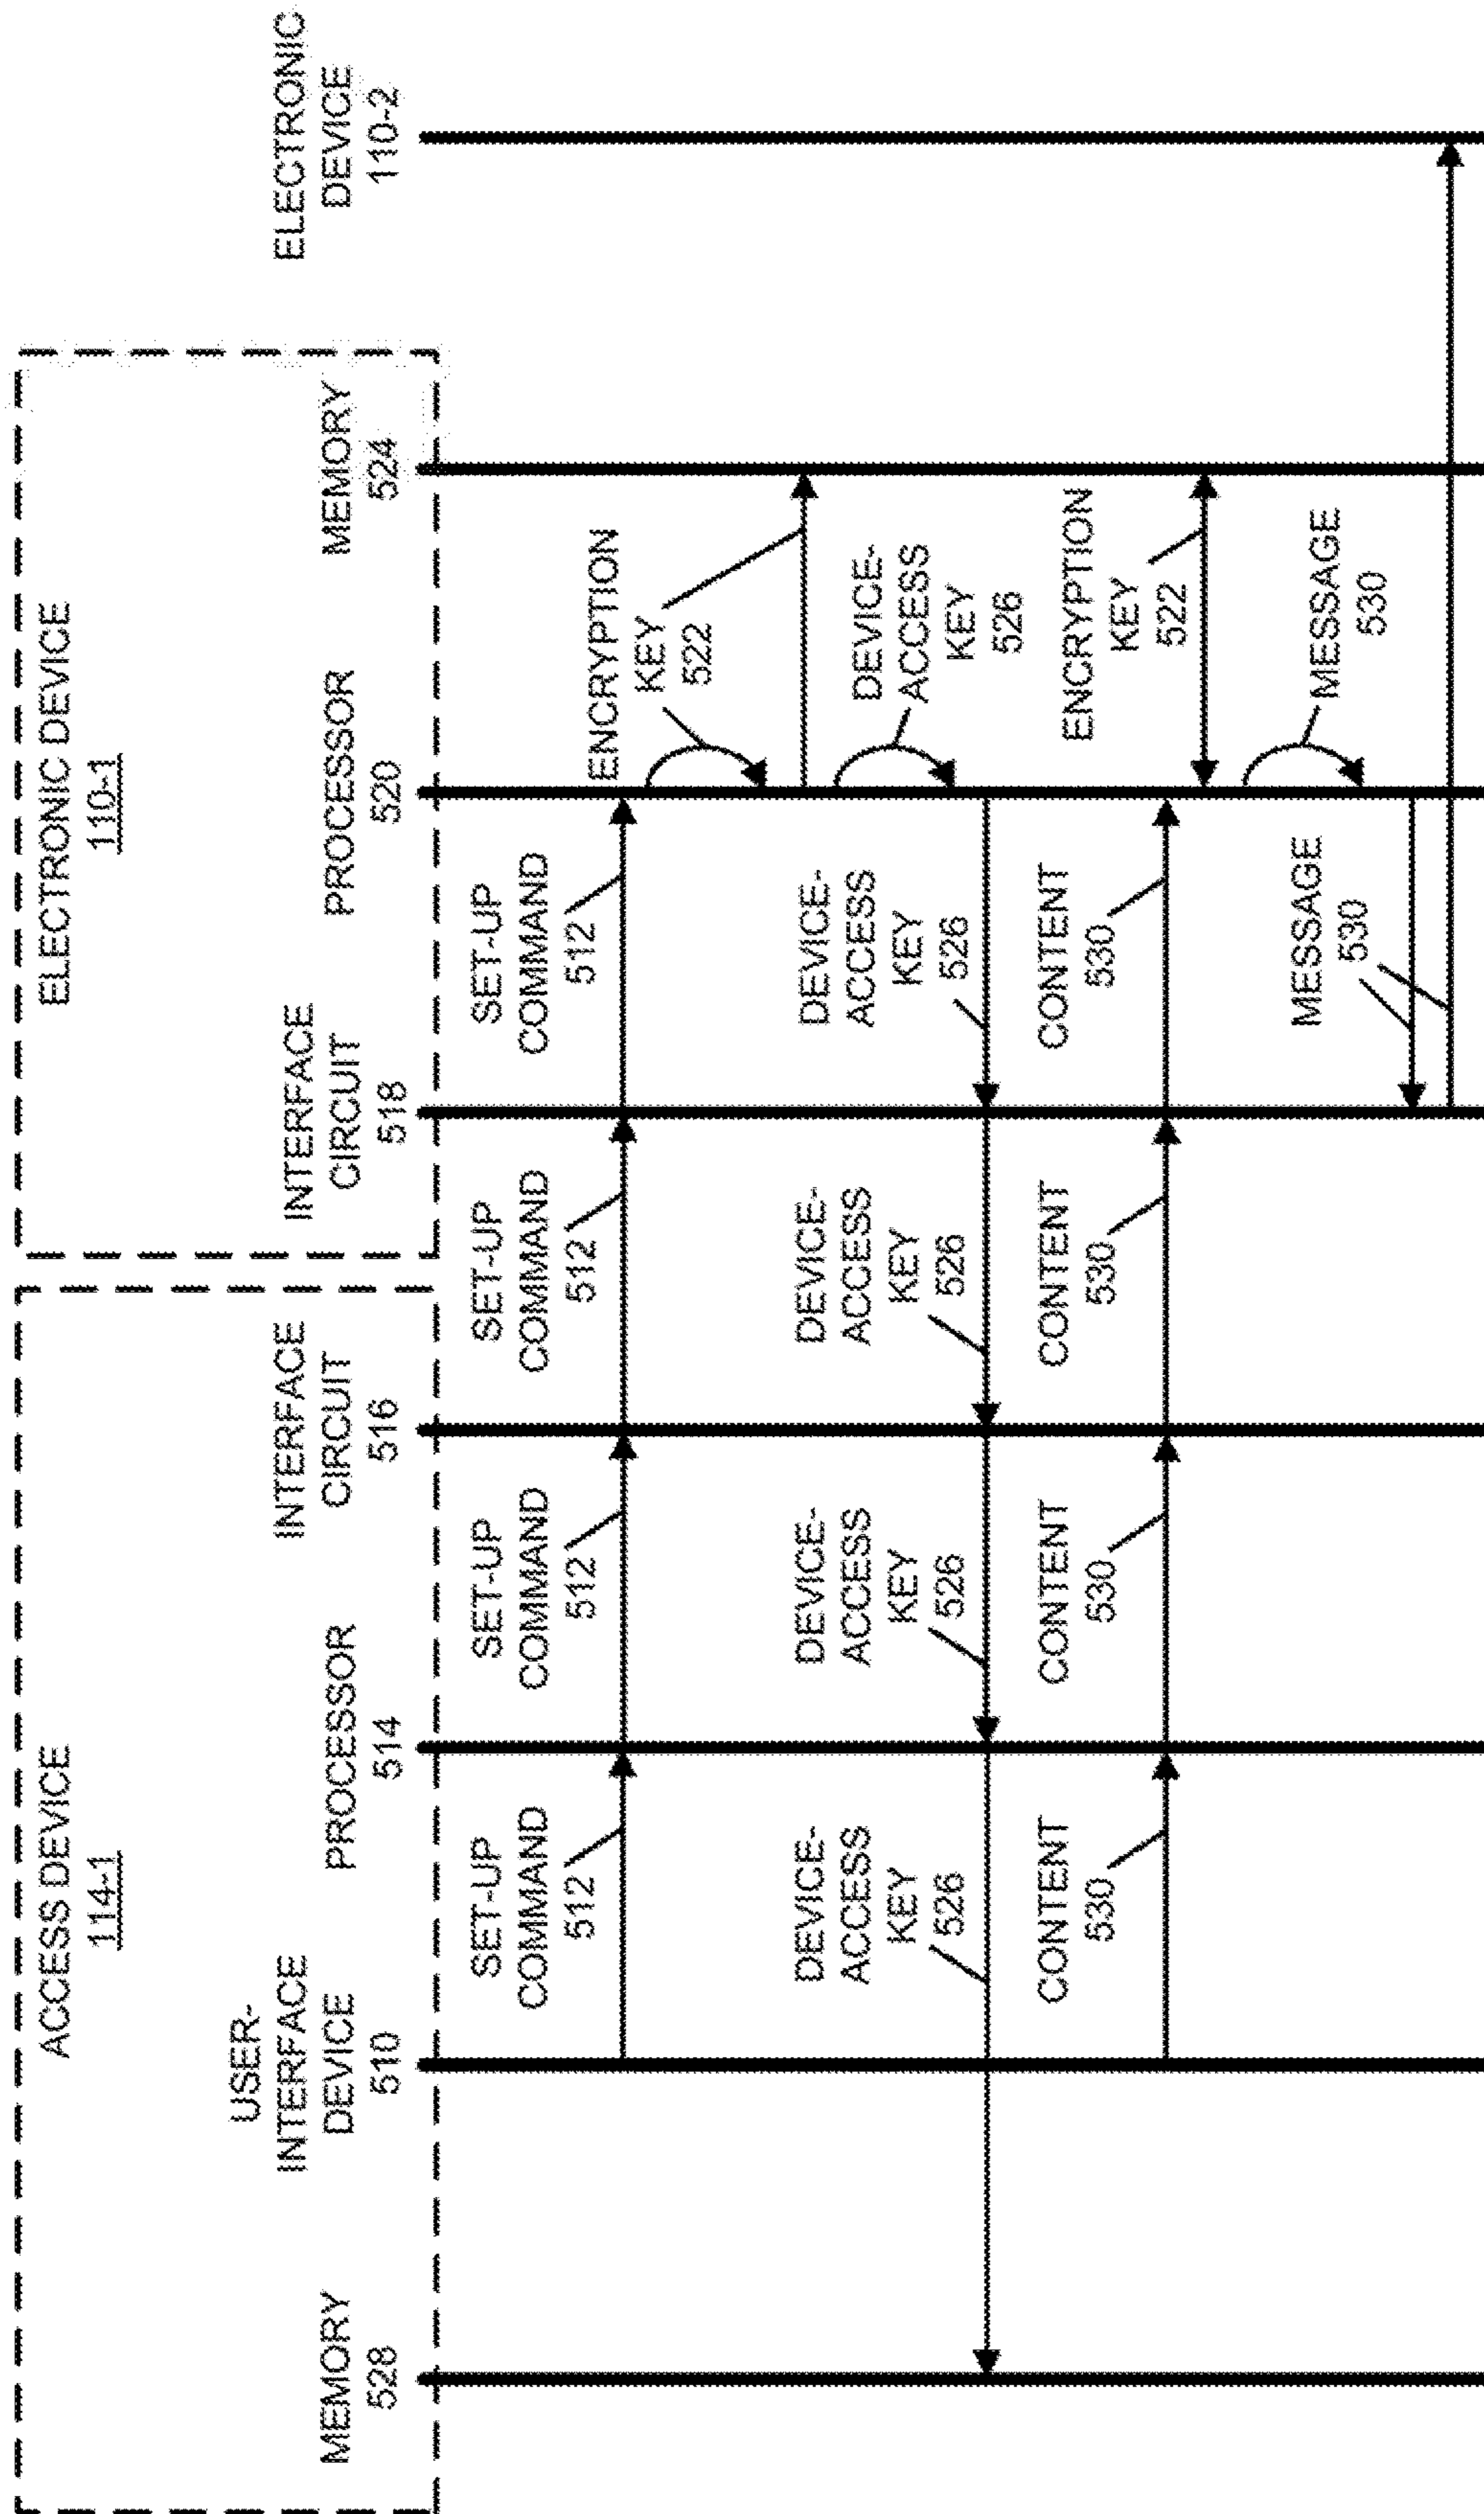 ACCESS DEVICE
114-1
ELECTRONIC DEVICE
110-1
MEMORY
528
USER-
INTERFACE
DEVICE
510
PROCESSOR
514
INTERFACE
CIRCUIT
516
INTERFACE
CIRCUIT
518
PROCESSOR
520
MEMORY
524
ELECTRONIC
DEVICE
110-2
SET-UP
COMMAND
512
SET-UP
COMMAND
512
SET-UP
COMMAND
512
SET-UP
COMMAND
512
ENCRYPTION
KEY
522
DEVICE-
ACCESS
KEY
526
DEVICE-
ACCESS
KEY
526
DEVICE-
ACCESS
KEY
526
DEVICE-
ACCESS
KEY
526
DEVICE-
ACCESS
KEY
526
CONTENT
530
CONTENT
530
CONTENT
530
CONTENT
530
ENCRYPTION
KEY
522
MESSAGE
530
MESSAGE
530